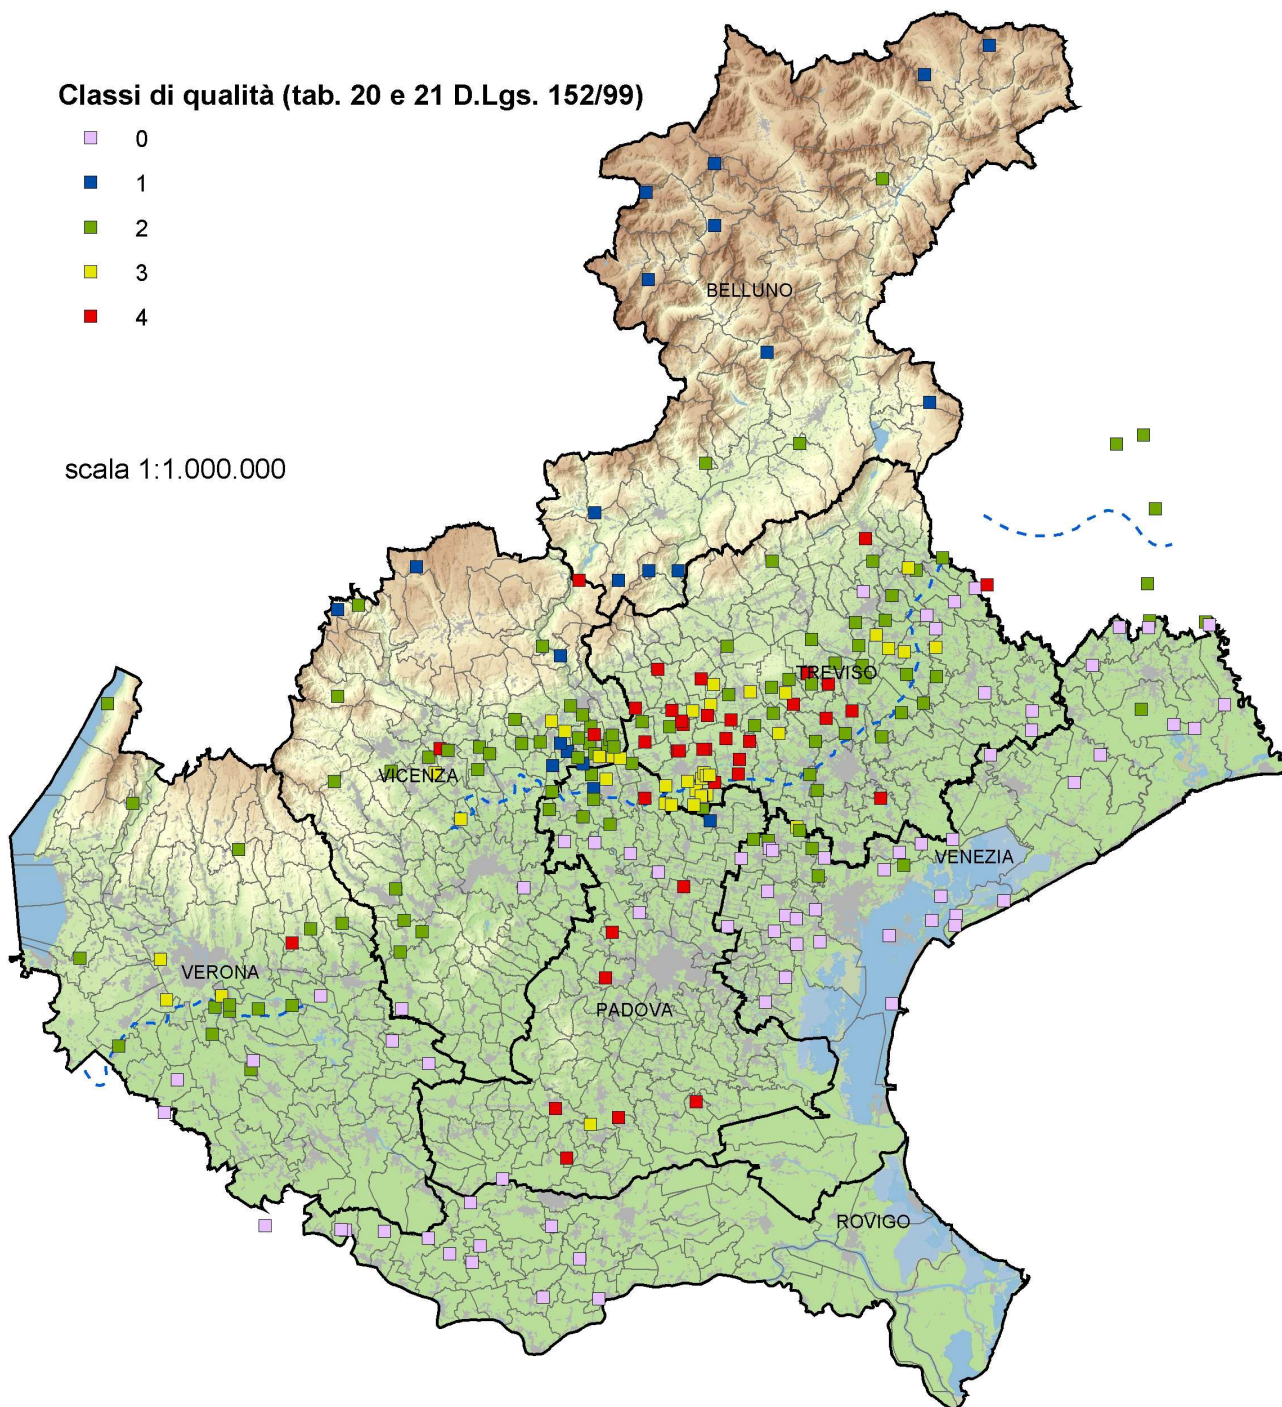 Classi di qualità (tab. 20 e 21 D.Lgs. 152/99)
0
1
2
3
4
scala 1:1.000.000
BELLUNO
TREVISO
VICENZA
VENEZIA
VERONA
PADOVA
ROVIGO